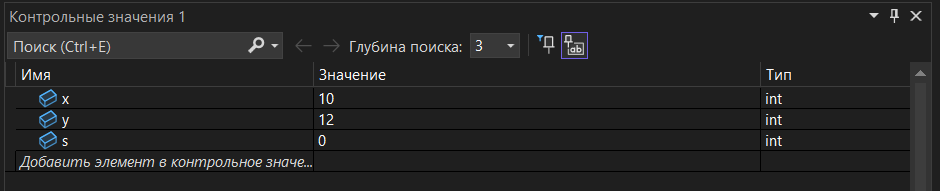 Контрольные значения 1
Поиск (Ctrl+E) Глубина поиска: 3
Имя Значение Тип
x 10 int
y 12 int
s 0 int
Добавить элемент в контрольное значе...